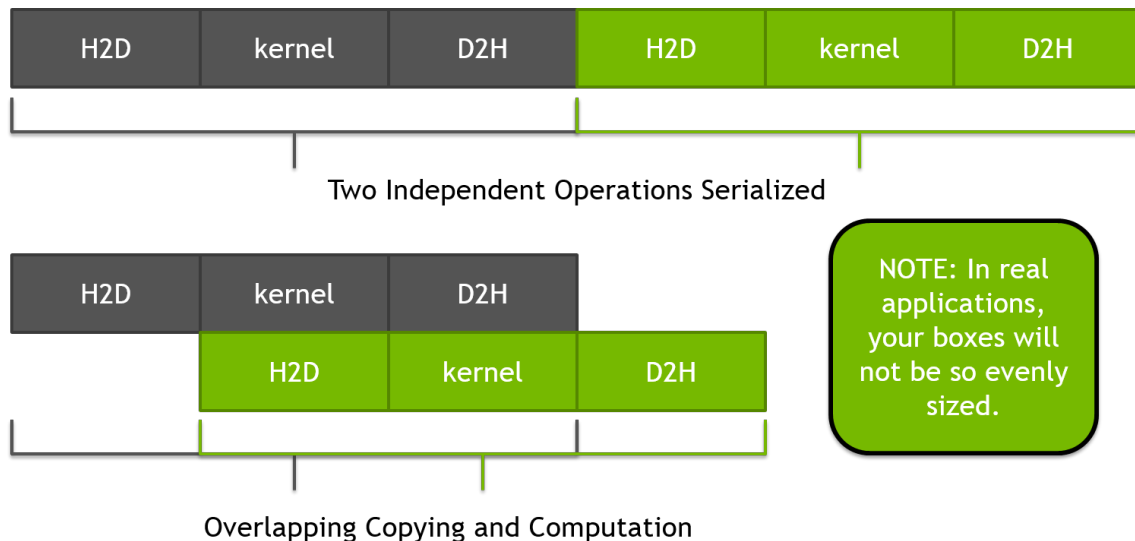 H2D kernel D2H H2D kernel D2H
Two Independent Operations Serialized
H2D kernel D2H
H2D kernel D2H
NOTE: In real
applications,
your boxes will
not be so evenly
sized.
Overlapping Copying and Computation